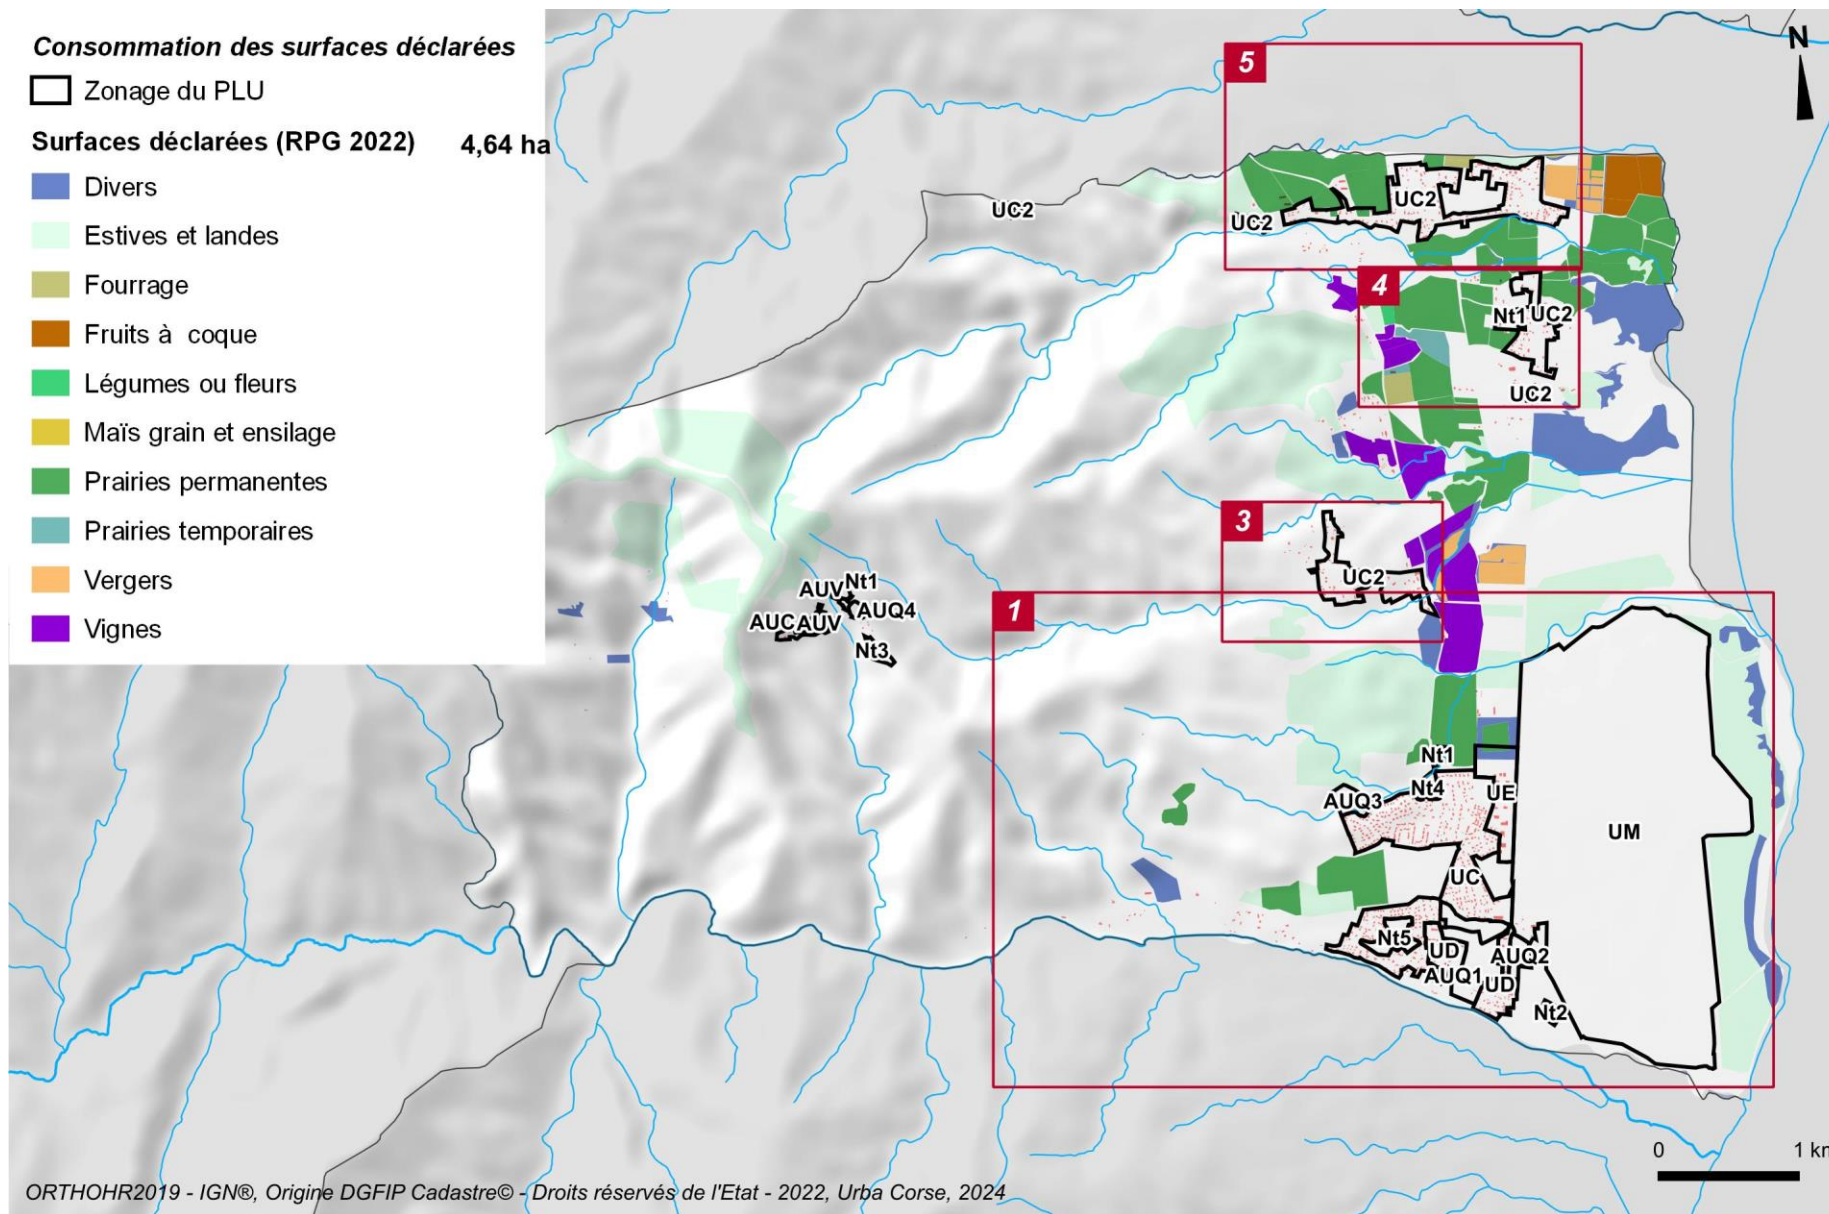 Consommation des surfaces déclarées
Zonage du PLU
Surfaces déclarées (RPG 2022) 4,64 ha
Divers
Estives et landes
Fourrage
Fruits à coque
Légumes ou fleurs
Maïs grain et ensilage
Prairies permanentes
Prairies temporaires
Vergers
Vignes
N
5
UC2
UC2
UC2
4
Nt1
UC2
UC2
3
UC2
AUV
Nt1
AUQ4
AUC
AUV
Nt3
1
Nt1
Nt4
UE
AUQ3
UM
UC
Nt5
UD
AUQ2
AUQ1
UD
Nt2
0 1 km
ORTHOHR2019 - IGN®, Origine DGFIP Cadastre© - Droits réservés de l'Etat - 2022, Urba Corse, 2024